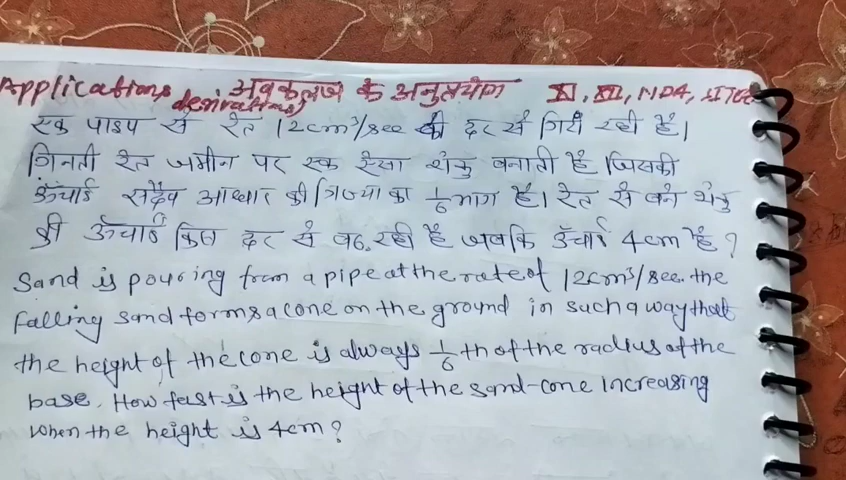 Applications अवकलज के अनुप्रयोग XI, XII, NDA, IIT
derivatives
एक पाइप से रेत 12cm³/sec की दर से गिर रही है।
गिरती रेत जमीन पर एक ऐसा शंकु बनाती है जिसकी
ऊंचाई सदैव आधार की त्रिज्या का 1/6 भाग है। रेत से बने शंकु
की ऊँचाई किस दर से बढ़ रही है जबकि ऊँचाई 4cm है?
Sand is pouring from a pipe at the rate of 12cm³/sec. the
falling sand forms a cone on the ground in such a way that
the height of the cone is always 1/6 th of the radius of the
base. How fast is the height of the sand-cone increasing
when the height is 4cm?